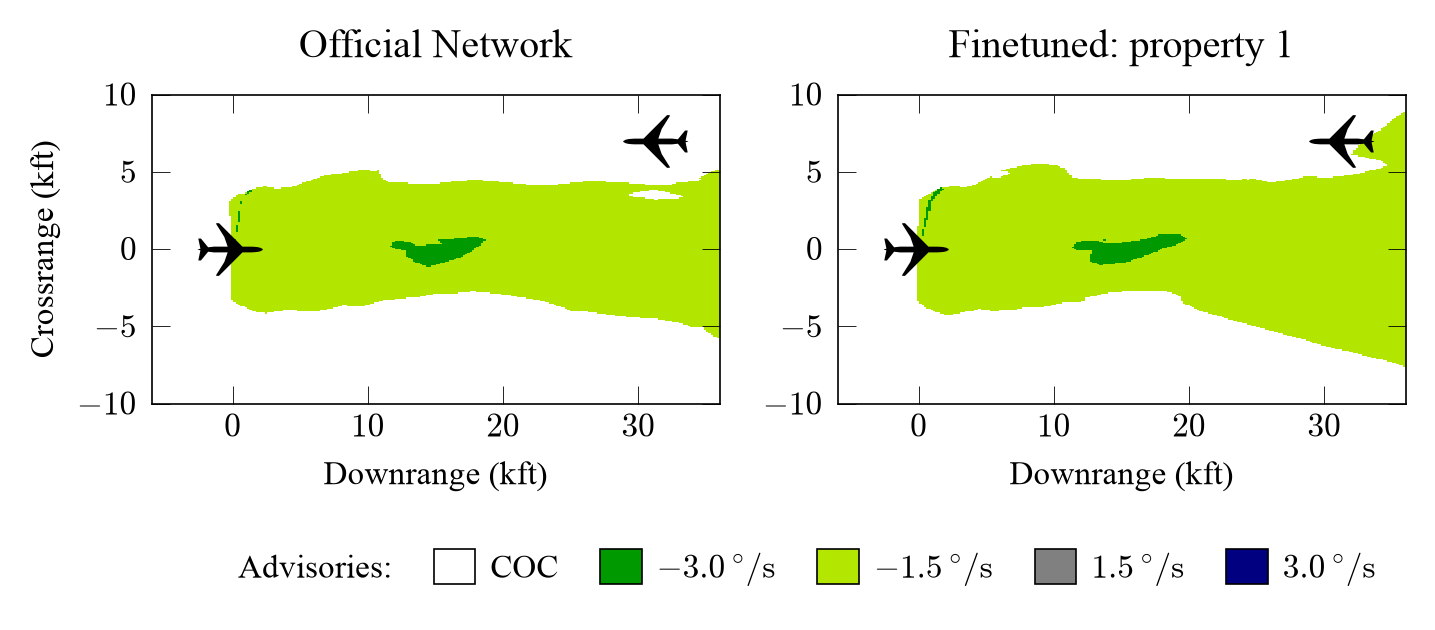 Official Network
Finetuned: property 1
Crossrange (kft)
10
5
0
−5
−10
0 10 20 30
Downrange (kft)
10
5
0
−5
−10
0 10 20 30
Downrange (kft)
Advisories: COC −3.0 °/s −1.5 °/s 1.5 °/s 3.0 °/s